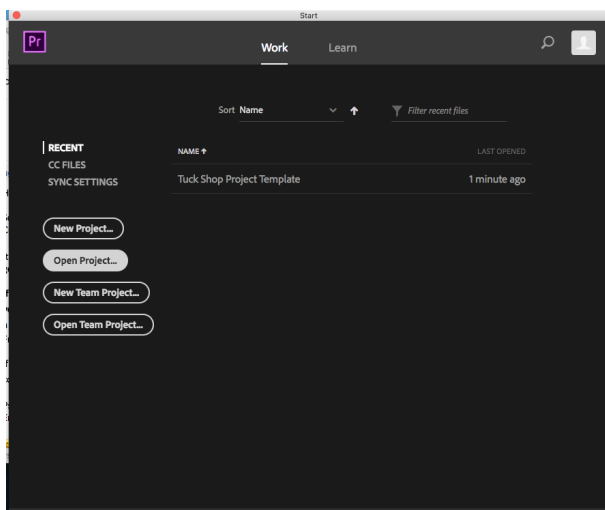 Start
Pr
Work Learn
Sort Name Filter recent files
RECENT
CC FILES
SYNC SETTINGS
NAME LAST OPENED
Tuck Shop Project Template 1 minute ago
New Project...
Open Project...
New Team Project...
Open Team Project...